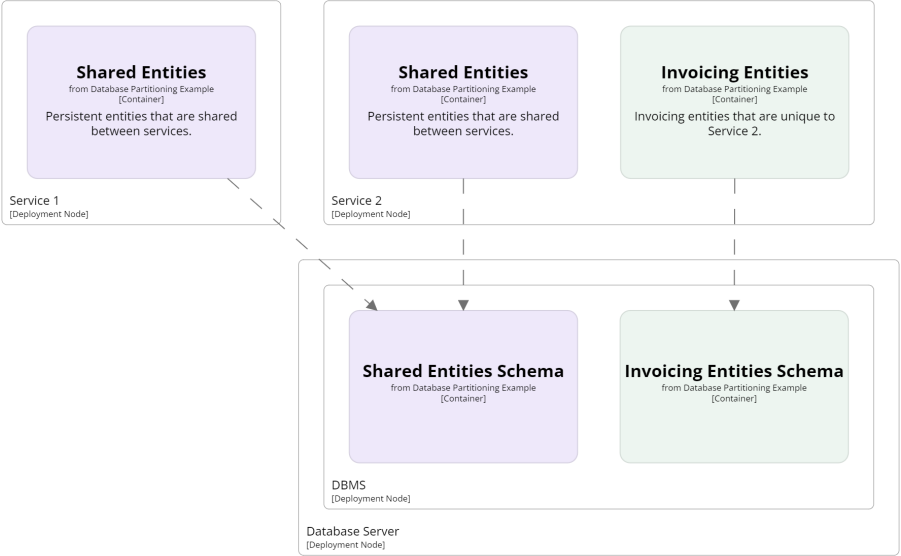 Shared Entities
from Database Partitioning Example
[Container]
Persistent entities that are shared
between services.
Service 1
[Deployment Node]
Shared Entities
from Database Partitioning Example
[Container]
Persistent entities that are shared
between services.
Invoicing Entities
from Database Partitioning Example
[Container]
Invoicing entities that are unique to
Service 2.
Service 2
[Deployment Node]
Shared Entities Schema
from Database Partitioning Example
[Container]
Invoicing Entities Schema
from Database Partitioning Example
[Container]
DBMS
[Deployment Node]
Database Server
[Deployment Node]